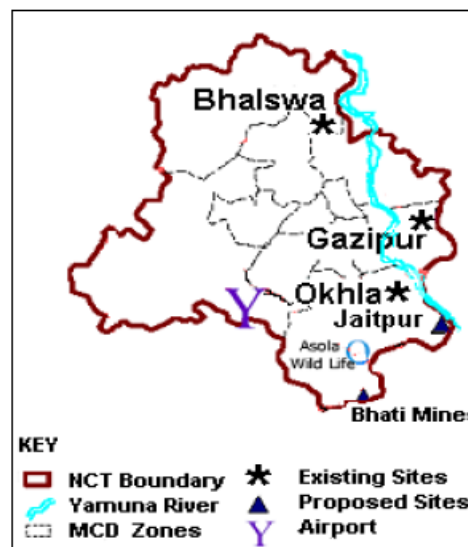 Bhalswa
Gazipur
Okhla
Jaitpur
Asola
Wild Life
Bhati Mines
KEY
NCT Boundary
Existing Sites
Yamuna River
Proposed Sites
MCD Zones
Airport